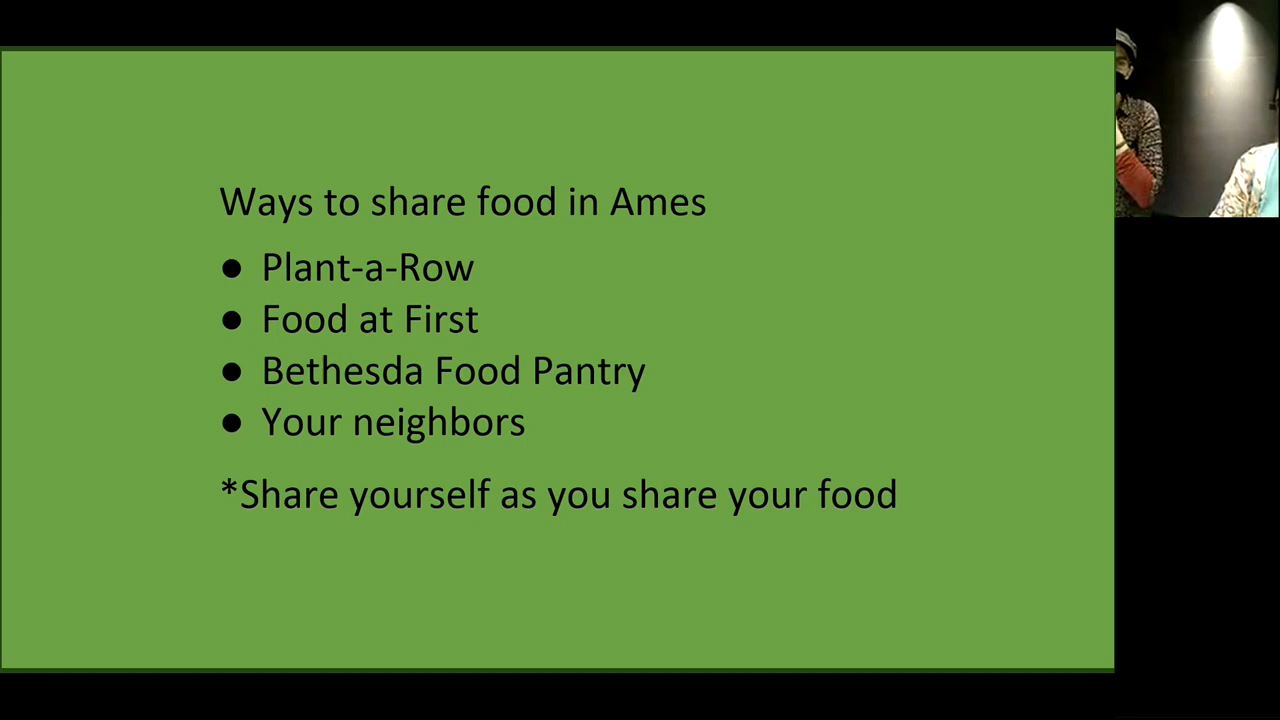 Ways to share food in Ames
● Plant-a-Row
● Food at First
● Bethesda Food Pantry
● Your neighbors
*Share yourself as you share your food